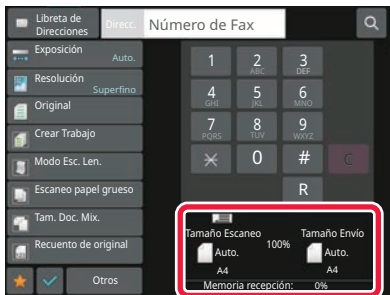 Libreta de
Direcciones
Direcc.
Número de Fax
Exposición
Auto.
Resolución
Superfino
Original
Crear Trabajo
Modo Esc. Len.
Escaneo papel grueso
Tam. Doc. Mix.
Recuento de original
Otros
1
2
ABC
3
DEF
4
GHI
5
JKL
6
MNO
7
PQRS
8
TUV
9
WXYZ
0
#
C
R
Tamaño Escaneo
Tamaño Envío
Auto.
100%
Auto.
A4
A4
Memoria recepción: 0%